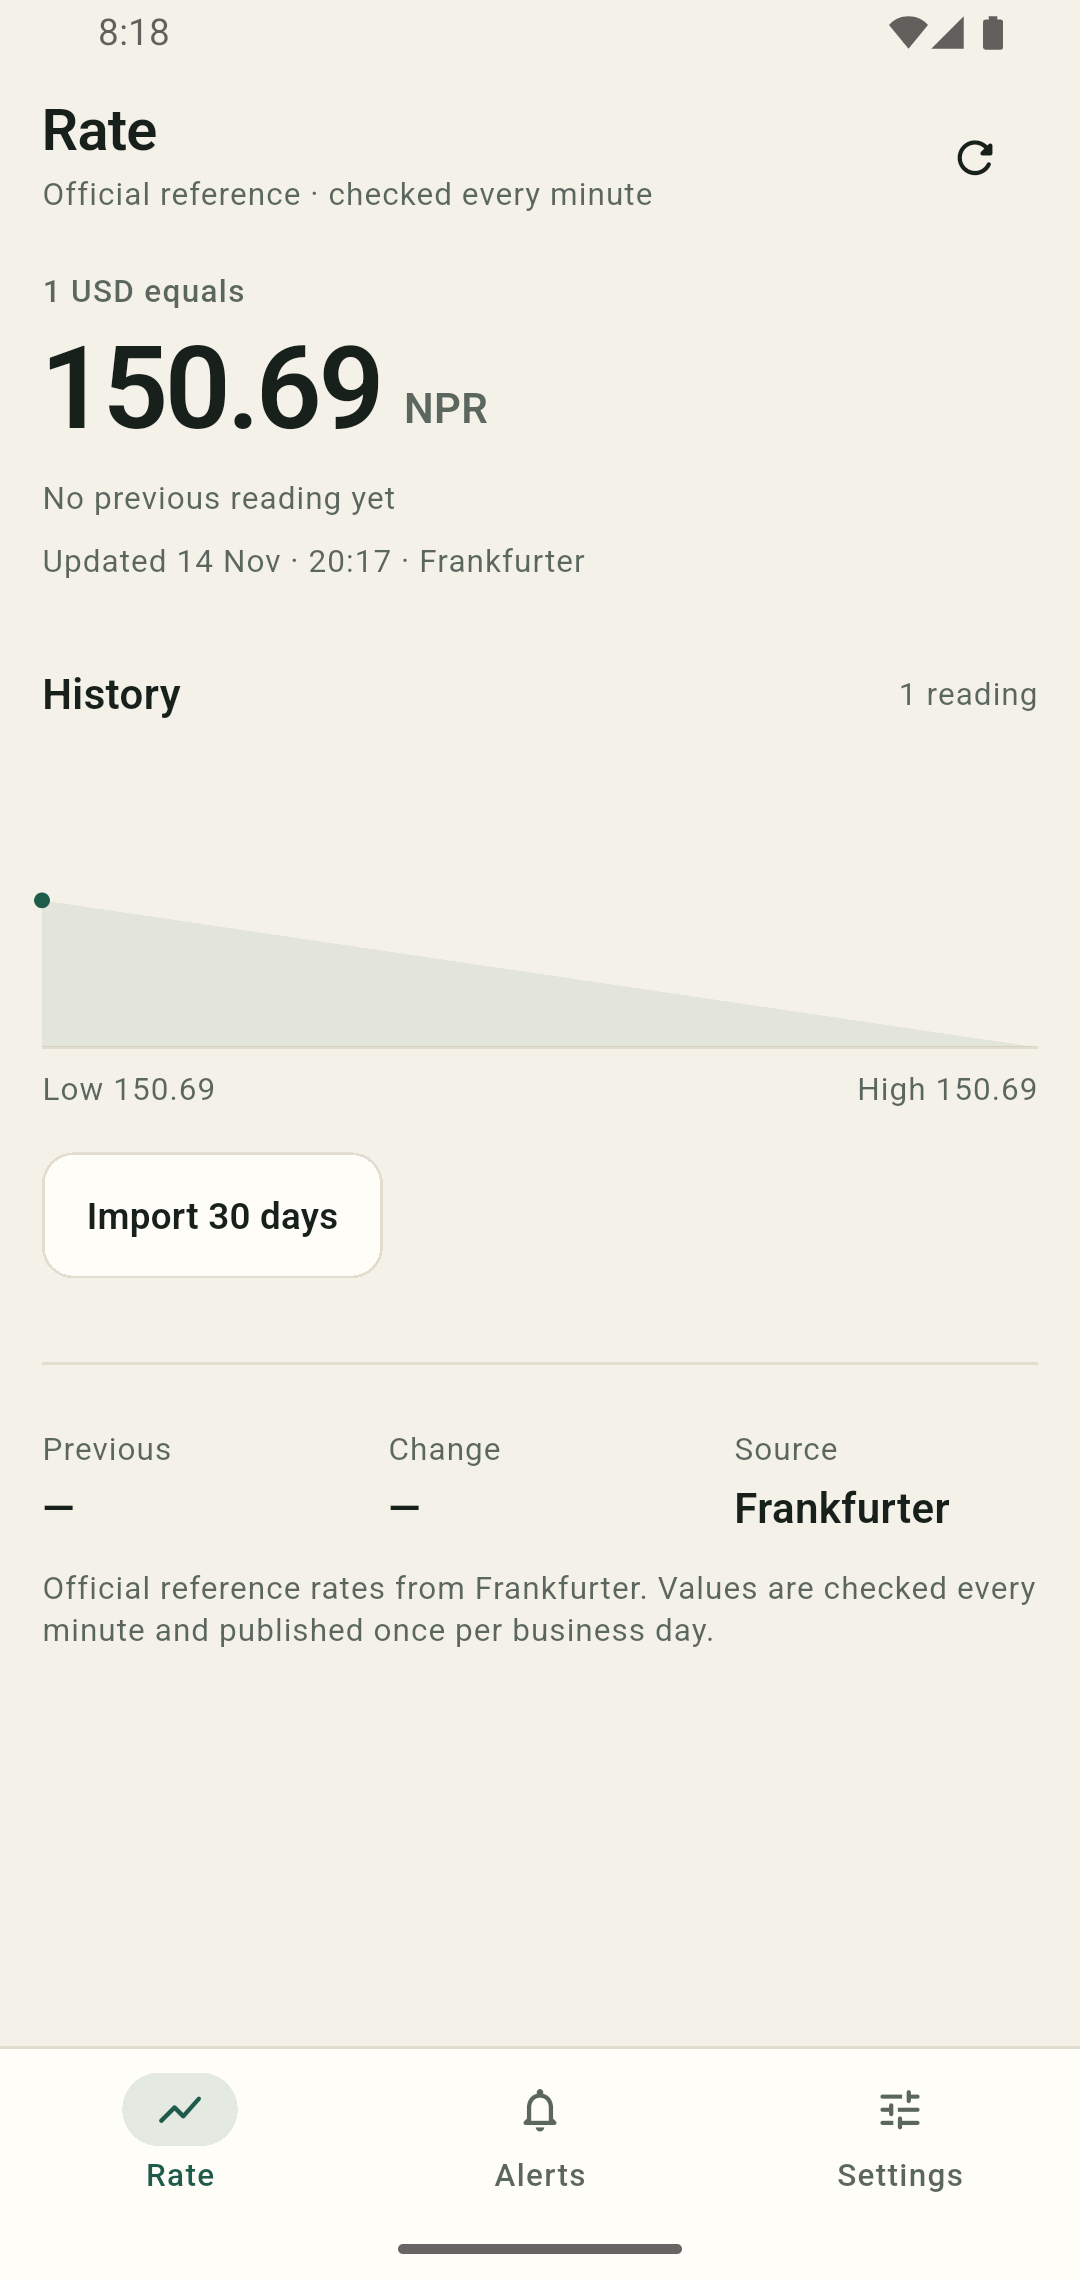 8:18
Rate
Official reference · checked every minute
1 USD equals
150.69 NPR
No previous reading yet
Updated 14 Nov · 20:17 · Frankfurter
History
1 reading
Low 150.69
High 150.69
Import 30 days
Previous
Change
Source
—
—
Frankfurter
Official reference rates from Frankfurter. Values are checked every
minute and published once per business day.
Rate
Alerts
Settings